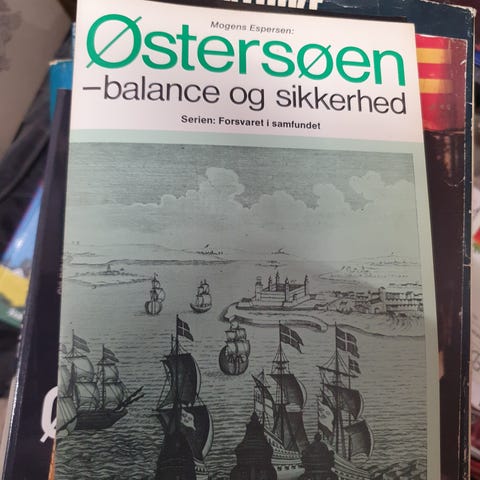 Mogens Espersen:
Østersøen
–balance og sikkerhed
Serien: Forsvaret i samfundet